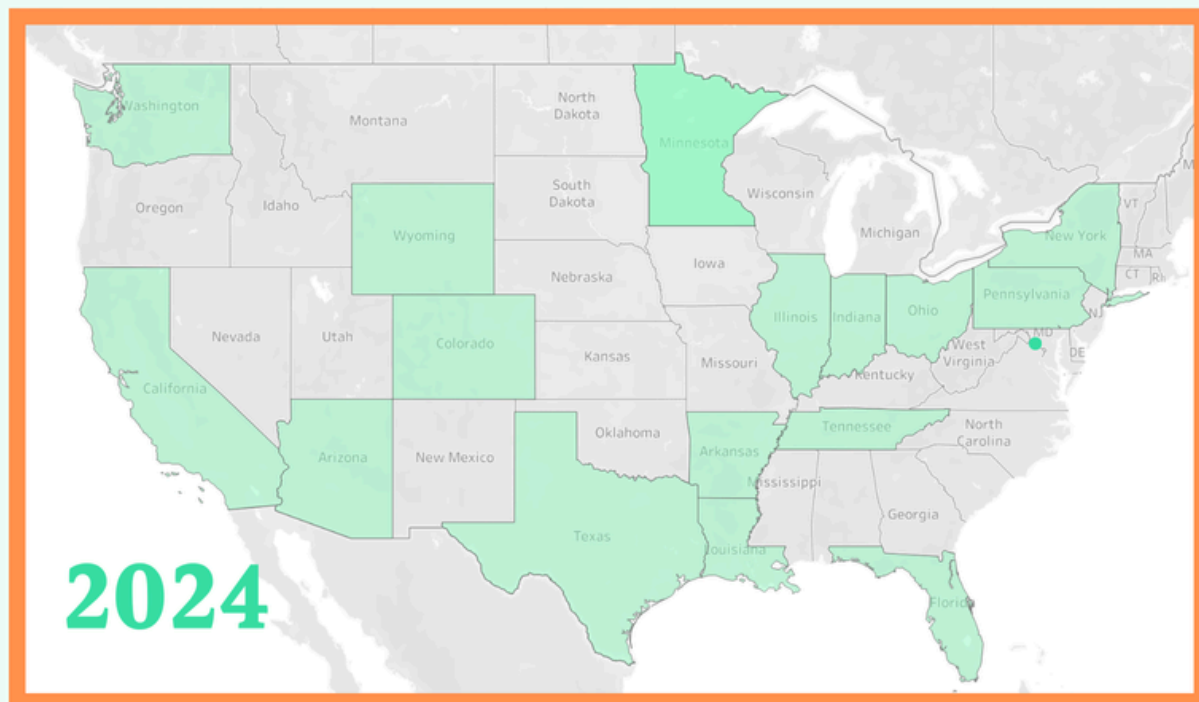 Washington
Montana
North
Dakota
Minnesota
Oregon
Idaho
South
Dakota
Wisconsin
Michigan
VT
Wyoming
New York
MA
CT
RI
Iowa
Nebraska
Pennsylvania
Nevada
Utah
Colorado
Illinois
Indiana
Ohio
MD
West
Virginia
DE
Kansas
Missouri
Kentucky
California
Tennessee
North
Carolina
Oklahoma
Arkansas
Arizona
New Mexico
Mississippi
Georgia
Texas
Louisiana
Florida
2024